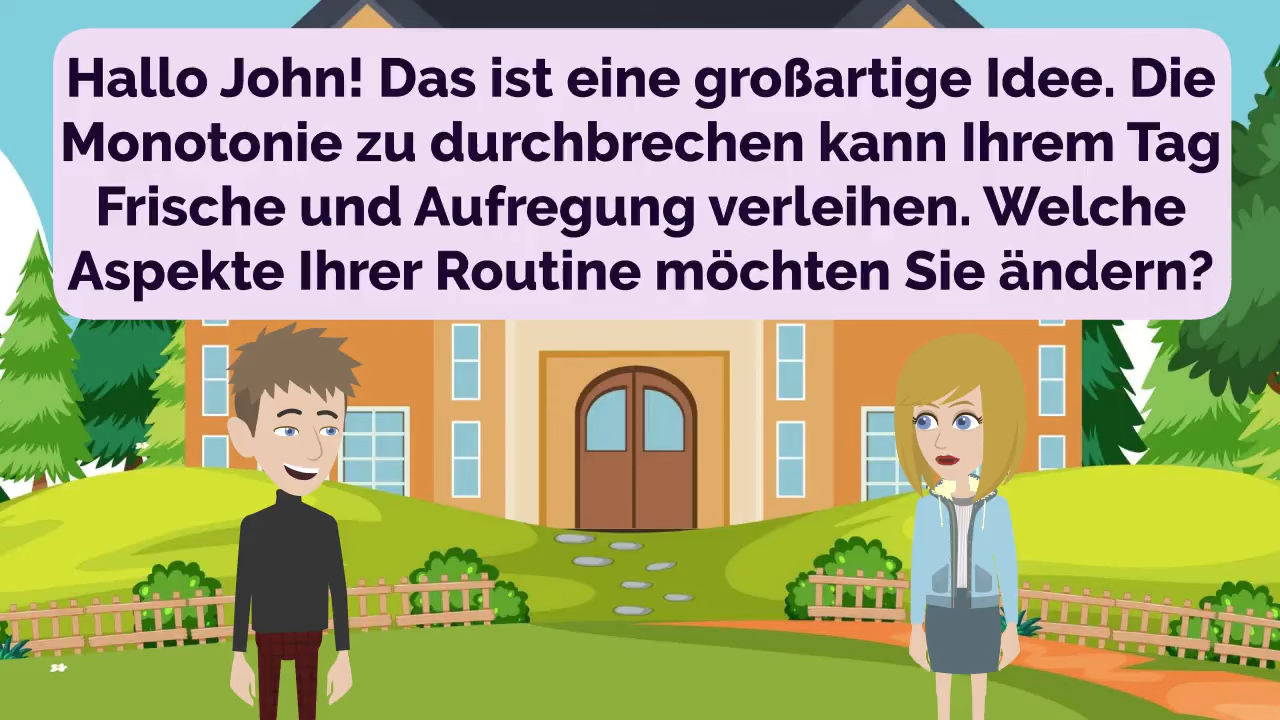 Hallo John! Das ist eine großartige Idee. Die
Monotonie zu durchbrechen kann Ihrem Tag
Frische und Aufregung verleihen. Welche
Aspekte Ihrer Routine möchten Sie ändern?